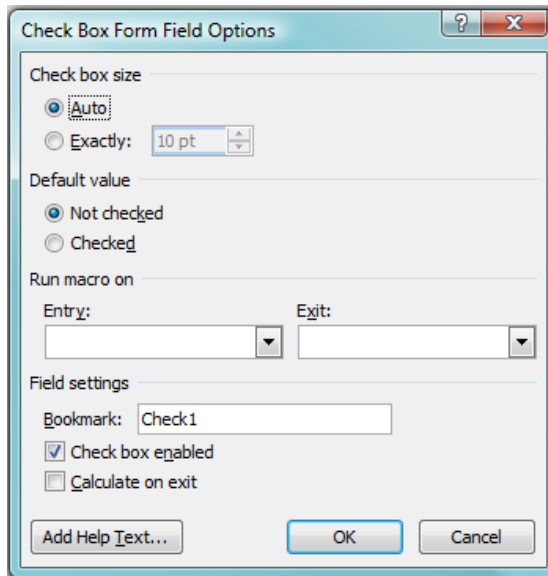 Check Box Form Field Options
Check box size
Auto
Exactly: 10 pt
Default value
Not checked
Checked
Run macro on
Entry: Exit:
Field settings
Bookmark: Check1
Check box enabled
Calculate on exit
Add Help Text... OK Cancel